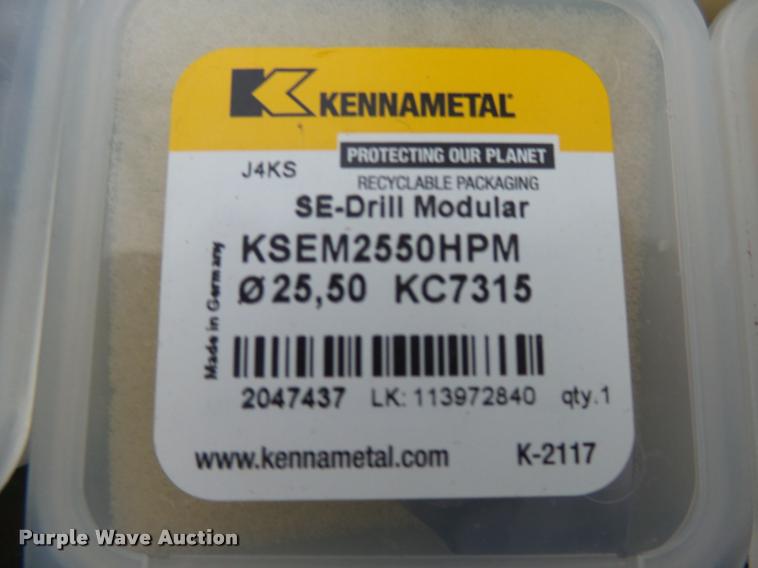 KENNAMETAL
PROTECTING OUR PLANET
J4KS
RECYCLABLE PACKAGING
SE-Drill Modular
KSEM2550HPM
Ø 25,50 KC7315
Made in Germany
2047437 LK: 113972840 qty.1
www.kennametal.com K-2117
Purple Wave Auction